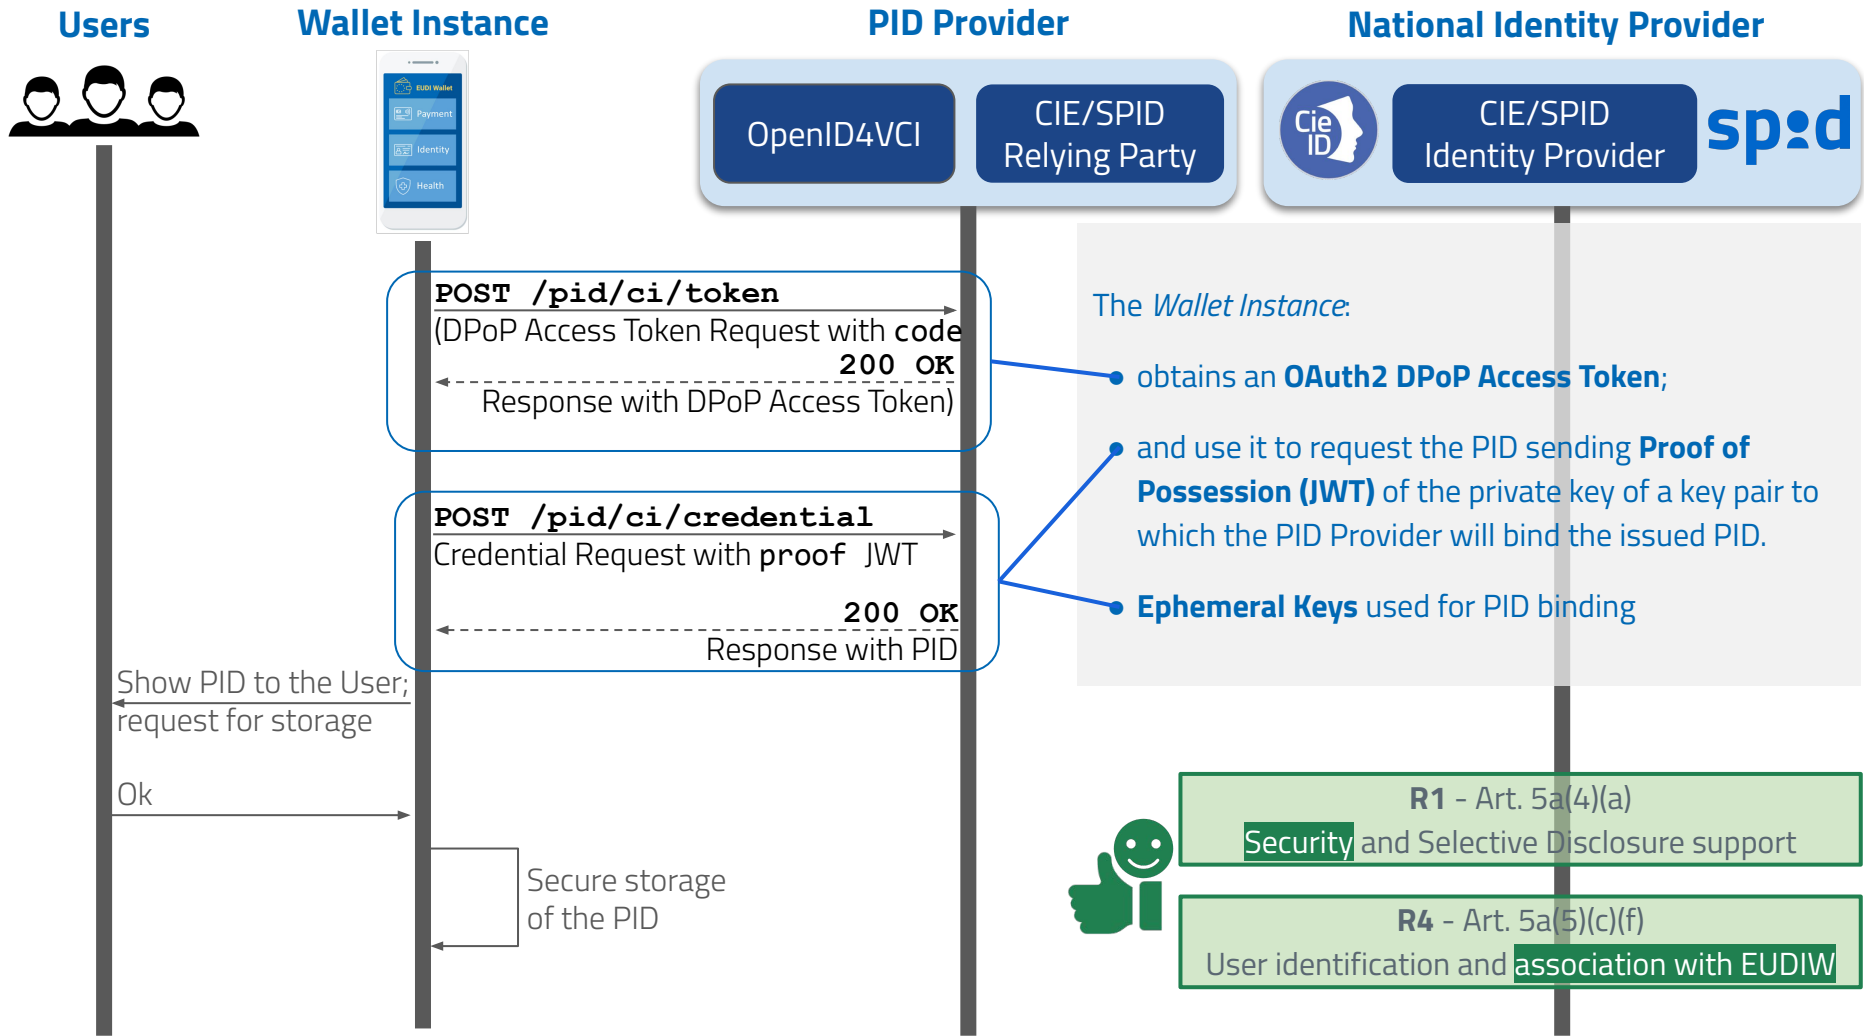 Users
Wallet Instance
PID Provider
National Identity Provider
EUDI Wallet
Payment
Identity
Health
OpenID4VCI
CIE/SPID
Relying Party
Cie
ID
CIE/SPID
Identity Provider
spid
POST /pid/ci/token
(DPoP Access Token Request with code
200 OK
Response with DPoP Access Token)
POST /pid/ci/credential
Credential Request with proof JWT
200 OK
Response with PID
The Wallet Instance:
• obtains an OAuth2 DPoP Access Token;
• and use it to request the PID sending Proof of
Possession (JWT) of the private key of a key pair to
which the PID Provider will bind the issued PID.
• Ephemeral Keys used for PID binding
Show PID to the User;
request for storage
Ok
Secure storage
of the PID
R1 - Art. 5a(4)(a)
Security and Selective Disclosure support
R4 - Art. 5a(5)(c)(f)
User identification and association with EUDIW